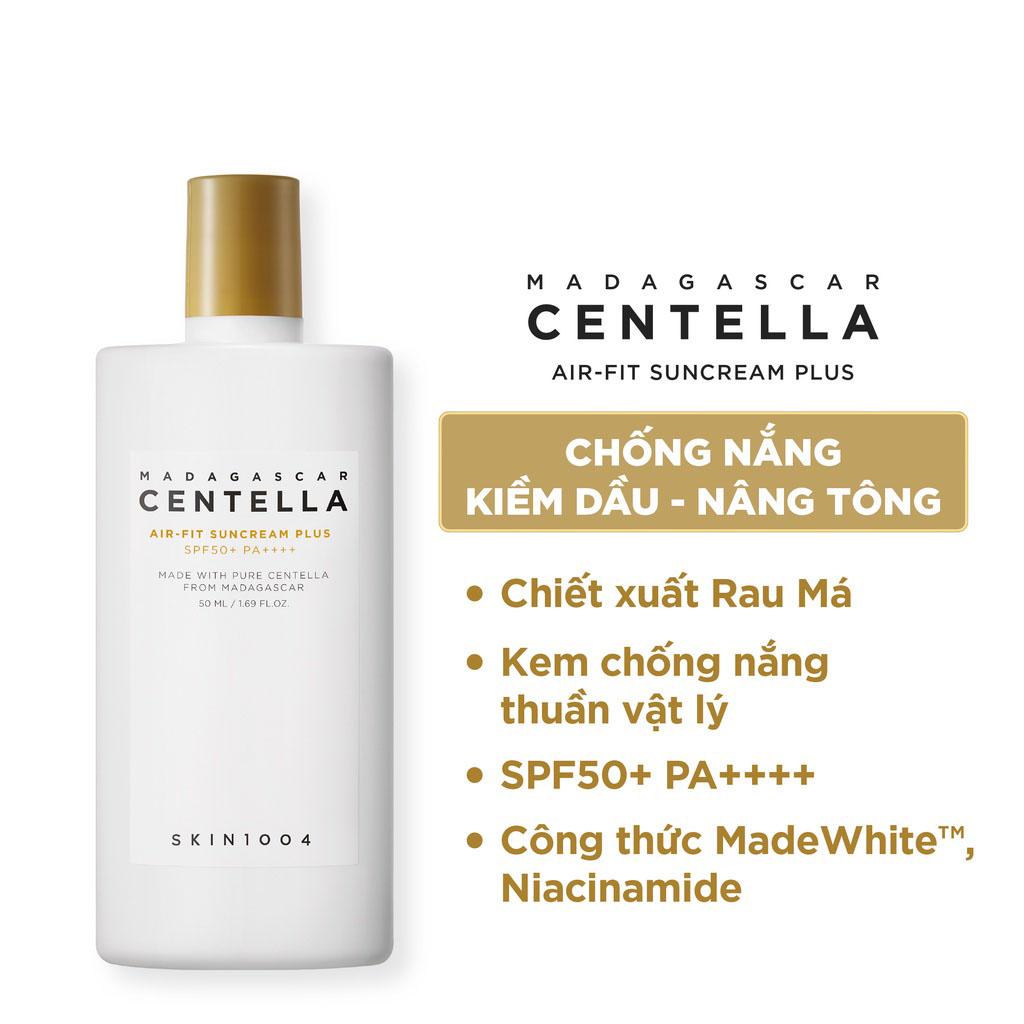 MADAGASCAR
CENTELLA
AIR-FIT SUNCREAM PLUS
SPF50+ PA++++
MADE WITH PURE CENTELLA
FROM MADAGASCAR
50 ML / 1.69 FL.OZ.
SKIN1004
MADAGASCAR
CENTELLA
AIR-FIT SUNCREAM PLUS
CHỐNG NẮNG
KIỀM DẦU - NÂNG TÔNG
• Chiết xuất Rau Má
• Kem chống nắng
thuần vật lý
• SPF50+ PA++++
• Công thức MadeWhite™,
Niacinamide